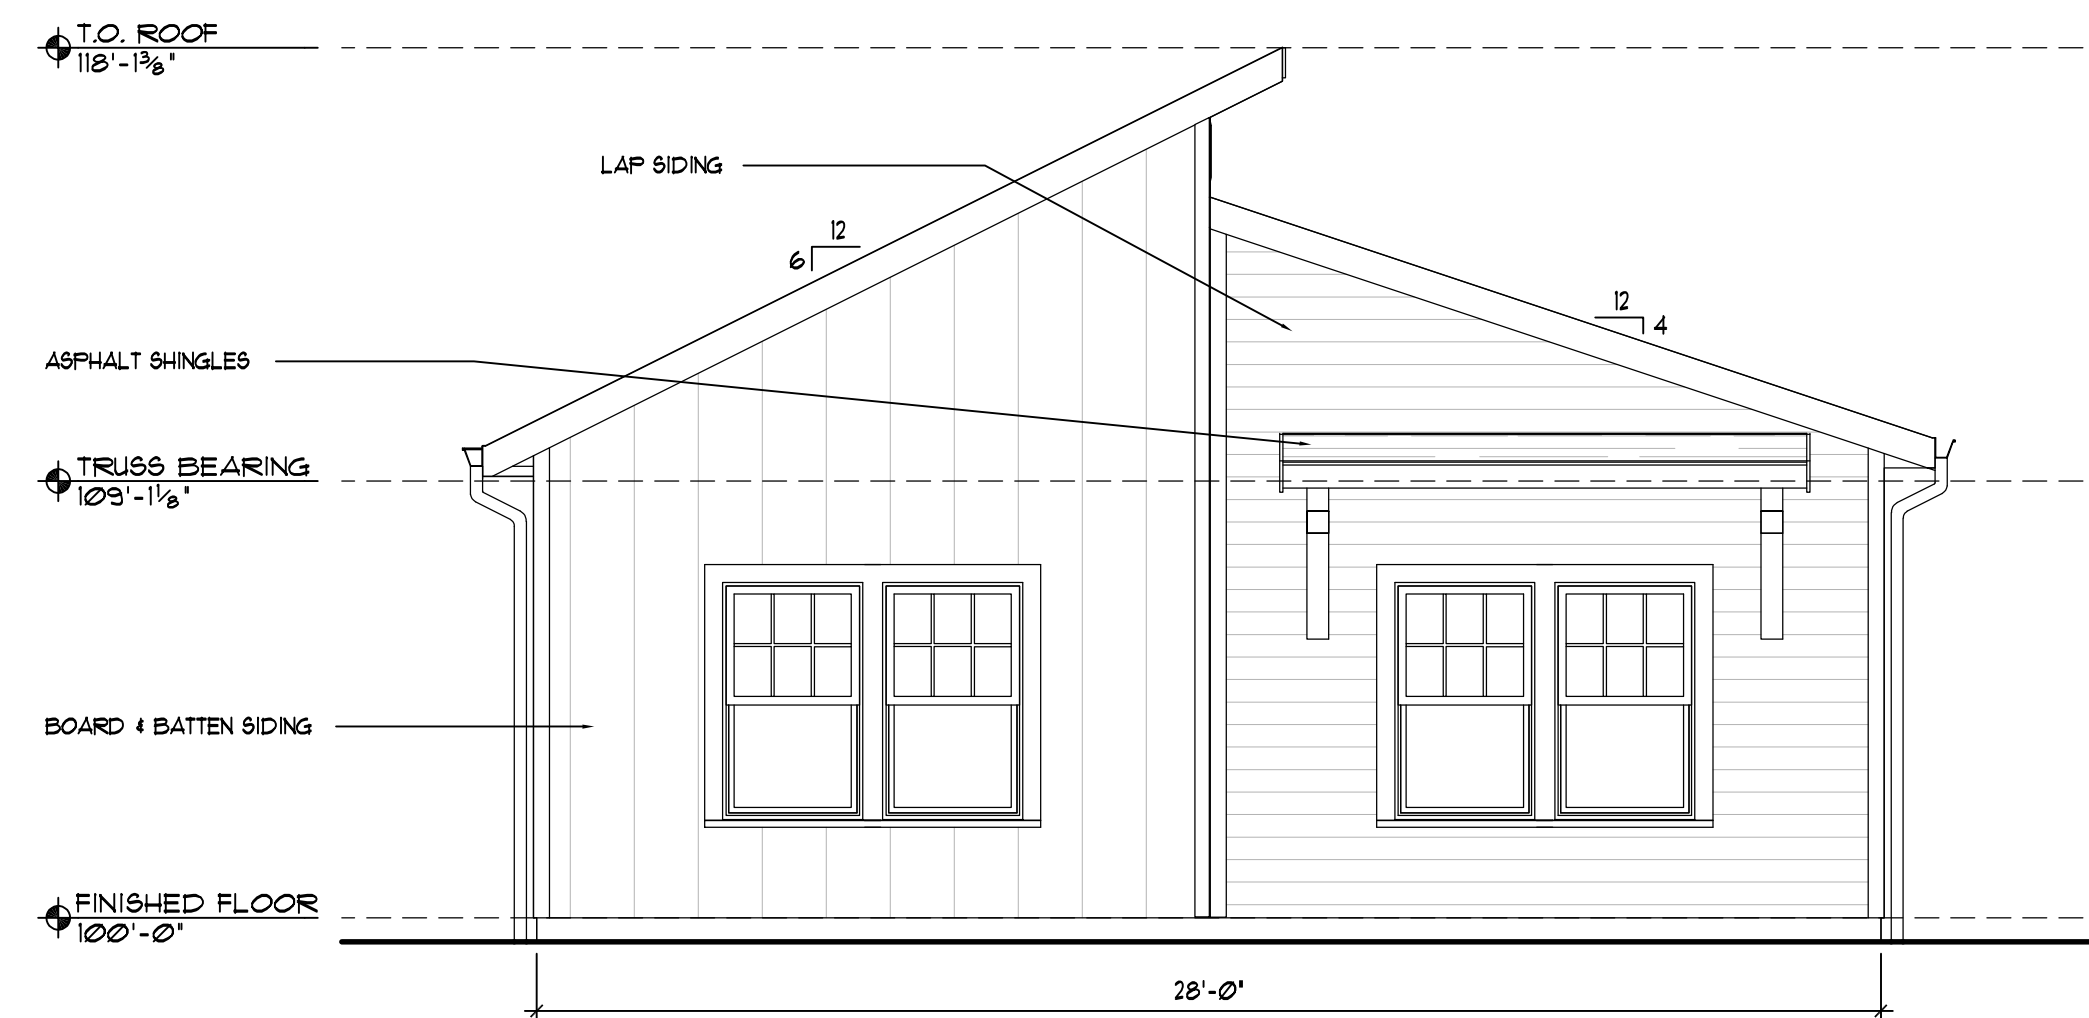 T.O. ROOF
118'-1⅜"
LAP SIDING
12
6
12
4
ASPHALT SHINGLES
TRUSS BEARING
109'-1⅛"
BOARD & BATTEN SIDING
FINISHED FLOOR
100'-0"
28'-0"